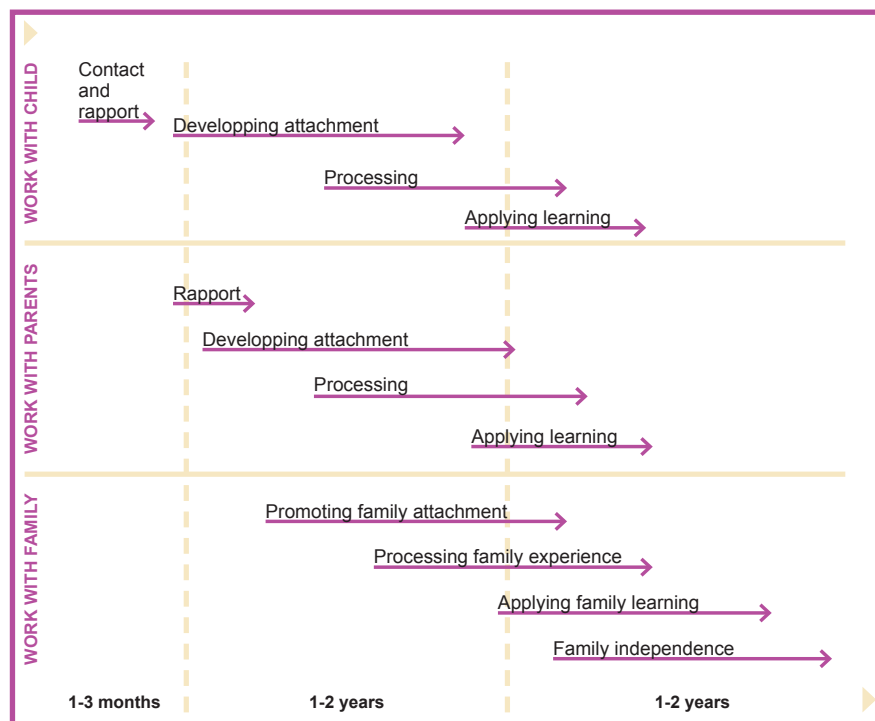 WORK WITH CHILD
Contact
and
rapport
Developping attachment
Processing
Applying learning
WORK WITH PARENTS
Rapport
Developping attachment
Processing
Applying learning
WORK WITH FAMILY
Promoting family attachment
Processing family experience
Applying family learning
Family independence
1-3 months
1-2 years
1-2 years